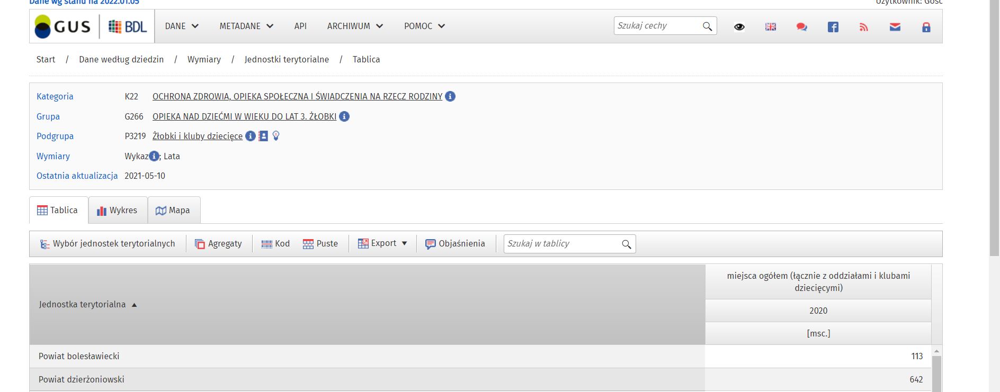 Dane wg stanu na 2022.01.05
Użytkownik: Gość
GUS BDL DANE METADANE API ARCHIWUM POMOC Szukaj cechy
Start / Dane według dziedzin / Wymiary / Jednostki terytorialne / Tablica
Kategoria K22 OCHRONA ZDROWIA, OPIEKA SPOŁECZNA I ŚWIADCZENIA NA RZECZ RODZINY
Grupa G266 OPIEKA NAD DZIEĆMI W WIEKU DO LAT 3. ŻŁOBKI
Podgrupa P3219 Żłobki i kluby dziecięce
Wymiary Wykaz ; Lata
Ostatnia aktualizacja 2021-05-10
Tablica Wykres Mapa
Wybór jednostek terytorialnych Agregaty Kod Puste Export Objaśnienia Szukaj w tablicy
Jednostka terytorialna
miejsca ogółem (łącznie z oddziałami i klubami
dziecięcymi)
2020
[msc.]
Powiat bolesławiecki 113
Powiat dzierżoniowski 642